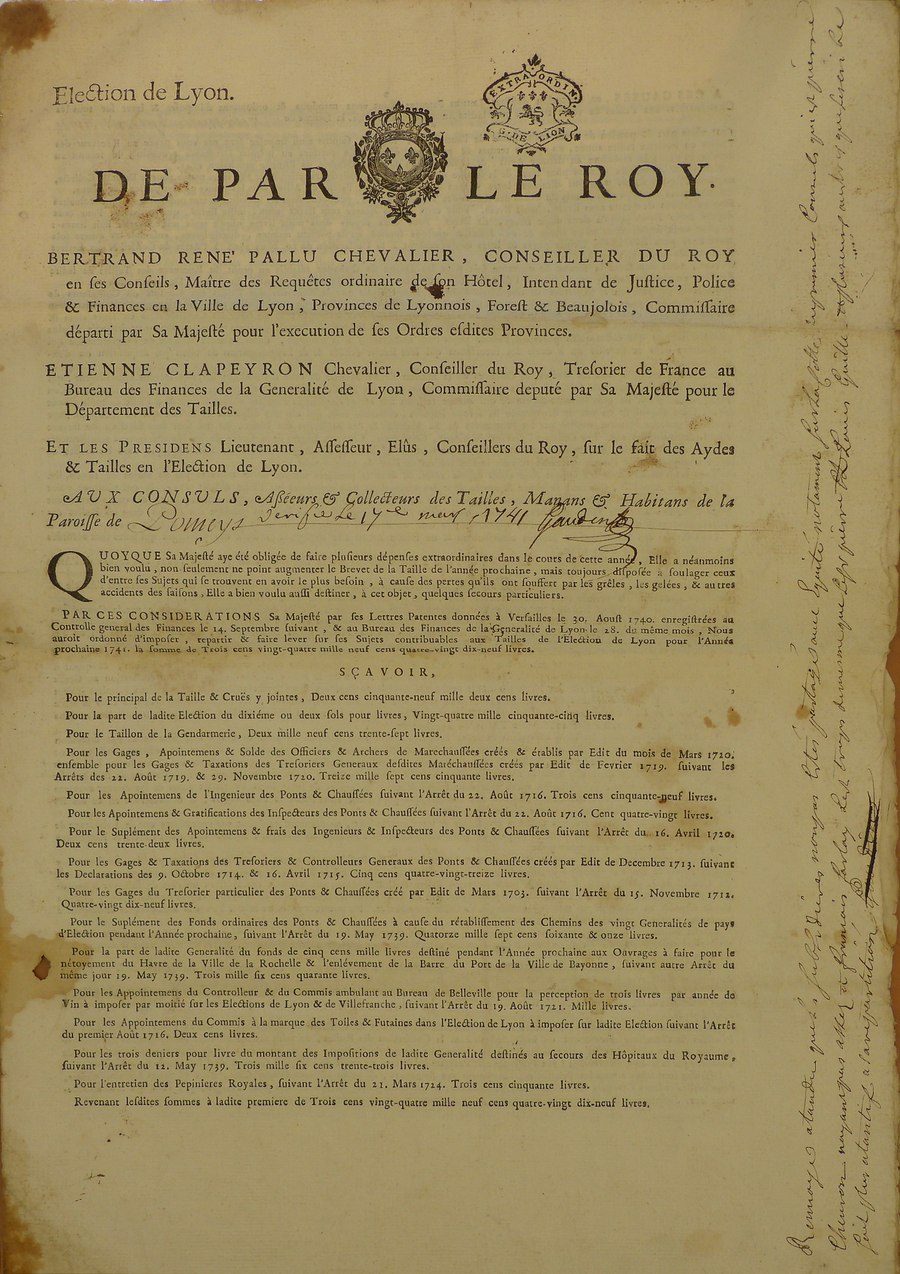 Election de Lyon.
EXTRAORDIN.
G. DE LION
DE PAR LE ROY.
BERTRAND RENE' PALLU CHEVALIER, CONSEILLER DU ROY
en ſes Conſeils, Maître des Requêtes ordinaire de ſon Hôtel, Intendant de Juſtice, Police
& Finances en la Ville de Lyon, Provinces de Lyonnois, Foreſt & Beaujolois, Commiſſaire
départi par Sa Majeſté pour l'execution de ſes Ordres eſdites Provinces.
ETIENNE CLAPEYRON Chevalier, Conſeiller du Roy, Treſorier de France au
Bureau des Finances de la Generalité de Lyon, Commiſſaire deputé par Sa Majeſté pour le
Département des Tailles.
ET LES PRESIDENS Lieutenant, Aſſeſſeur, Elûs, Conſeillers du Roy, ſur le fait des Aydes
& Tailles en l'Election de Lyon.
AUX CONSULS, Aſſéeurs & Collecteurs des Tailles, Manans & Habitans de la
Paroiſſe de Pomeys verifié le 17e mars 1741
QUOYQUE Sa Majeſté aye été obligée de faire pluſieurs dépenſes extraordinaires dans le cours de cette année, Elle a néanmoins
bien voulu, non ſeulement ne point augmenter le Brevet de la Taille de l'année prochaine, mais toujours diſpoſée à ſoulager ceux
d'entre ſes Sujets qui ſe trouvent en avoir le plus beſoin, à cauſe des pertes qu'ils ont ſouffert par les grêles, les gelées, & autres
accidents des ſaiſons, Elle a bien voulu auſſi deſtiner, à cet objet, quelques ſecours particuliers.
PAR CES CONSIDERATIONS Sa Majeſté par ſes Lettres Patentes données à Verſailles le 30. Aouſt 1740. enregiſtrées au
Controlle general des Finances le 14. Septembre ſuivant, & au Bureau des Finances de la Generalité de Lyon le 28. du même mois, Nous
auroit ordonné d'impoſer, repartir & faire lever ſur ſes Sujets contribuables aux Tailles de l'Election de Lyon pour l'Année
prochaine 1741. la ſomme de Trois cens vingt-quatre mille neuf cens quatre-vingt dix-neuf livres.
SÇAVOIR,
Pour le principal de la Taille & Cruës y jointes, Deux cens cinquante-neuf mille deux cens livres.
Pour la part de ladite Election du dixiéme ou deux ſols pour livres, Vingt-quatre mille cinquante-cinq livres.
Pour le Taillon de la Gendarmerie, Deux mille neuf cens trente-ſept livres.
Pour les Gages, Apointemens & Solde des Officiers & Archers de Marechauſſées créés & établis par Edit du mois de Mars 1720.
enſemble pour les Gages & Taxations des Treſoriers Generaux deſdites Maréchauſſées créés par Edit de Fevrier 1719. ſuivant les
Arrêts des 22. Août 1719. & 29. Novembre 1720. Treize mille ſept cens cinquante livres.
Pour les Apointemens de l'Ingenieur des Ponts & Chauſſées ſuivant l'Arrêt du 22. Août 1716. Trois cens cinquante-neuf livres.
Pour les Apointemens & Gratifications des Inſpecteurs des Ponts & Chauſſées ſuivant l'Arrêt du 22. Août 1716. Cent quatre-vingt livres.
Pour le Suplément des Apointemens & frais des Ingenieurs & Inſpecteurs des Ponts & Chauſſées ſuivant l'Arrêt du 16. Avril 1720.
Deux cens trente-deux livres.
Pour les Gages & Taxations des Treſoriers & Controlleurs Generaux des Ponts & Chauſſées créés par Edit de Decembre 1713. ſuivant
les Declarations des 9. Octobre 1714. & 16. Avril 1715. Cinq cens quatre-vingt-treize livres.
Pour les Gages du Treſorier particulier des Ponts & Chauſſées créé par Edit de Mars 1703. ſuivant l'Arrêt du 15. Novembre 1712.
Quatre-vingt dix-neuf livres.
Pour le Suplément des Fonds ordinaires des Ponts & Chauſſées à cauſe du rétabliſſement des Chemins des vingt Generalités de pays
d'Election pendant l'Année prochaine, ſuivant l'Arrêt du 19. May 1739. Quatorze mille ſept cens ſoixante & onze livres.
Pour la part de ladite Generalité du fonds de cinq cens mille livres deſtiné pendant l'Année prochaine aux Ouvrages à faire pour le
nétoyement du Havre de la Ville de la Rochelle & l'enlévement de la Barre du Port de la Ville de Bayonne, ſuivant autre Arrêt du
même jour 19. May 1739. Trois mille ſix cens quarante livres.
Pour les Appointemens du Controlleur & du Commis ambulant au Bureau de Belleville pour la perception de trois livres par année de
Vin à impoſer par moitié ſur les Elections de Lyon & de Villefranche, ſuivant l'Arrêt du 19. Août 1721. Mille livres.
Pour les Appointemens du Commis à la marque des Toiles & Futaines dans l'Election de Lyon à impoſer ſur ladite Election ſuivant l'Arrêt
du premier Août 1716. Deux cens livres.
Pour les trois deniers pour livre du montant des Impoſitions de ladite Generalité deſtinés au ſecours des Hôpitaux du Royaume,
ſuivant l'Arrêt du 12. May 1739. Trois mille ſix cens trente-trois livres.
Pour l'entretien des Pepinieres Royales, ſuivant l'Arrêt du 21. Mars 1724. Trois cens cinquante livres.
Revenant leſdites ſommes à ladite premiere de Trois cens vingt-quatre mille neuf cens quatre-vingt dix-neuf livres.